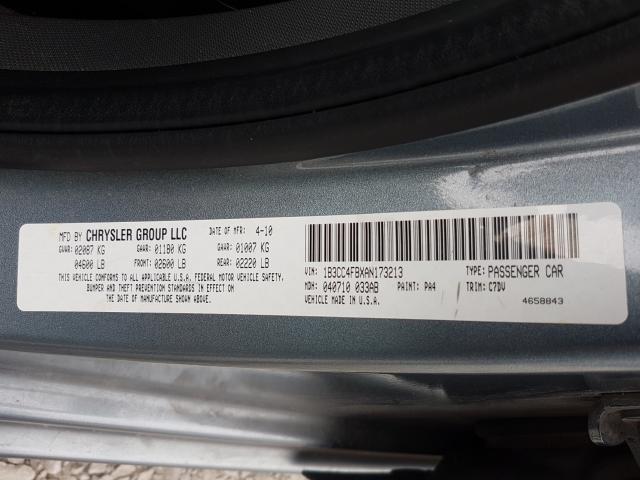 MFD BY CHRYSLER GROUP LLC DATE OF MFR: 4-10
GVWR: 02087 KG GAWR: 01180 KG GAWR: 01007 KG
04600 LB FRONT: 02600 LB REAR: 02220 LB
THIS VEHICLE CONFORMS TO ALL APPLICABLE U.S.A. FEDERAL MOTOR VEHICLE SAFETY,
BUMPER AND THEFT PREVENTION STANDARDS IN EFFECT ON
THE DATE OF MANUFACTURE SHOWN ABOVE.
VIN: 1B3CC4FBXAN173213 TYPE: PASSENGER CAR
MDH: 040710 033AB PAINT: PA4 TRIM: C7DV
VEHICLE MADE IN U.S.A. 4658843